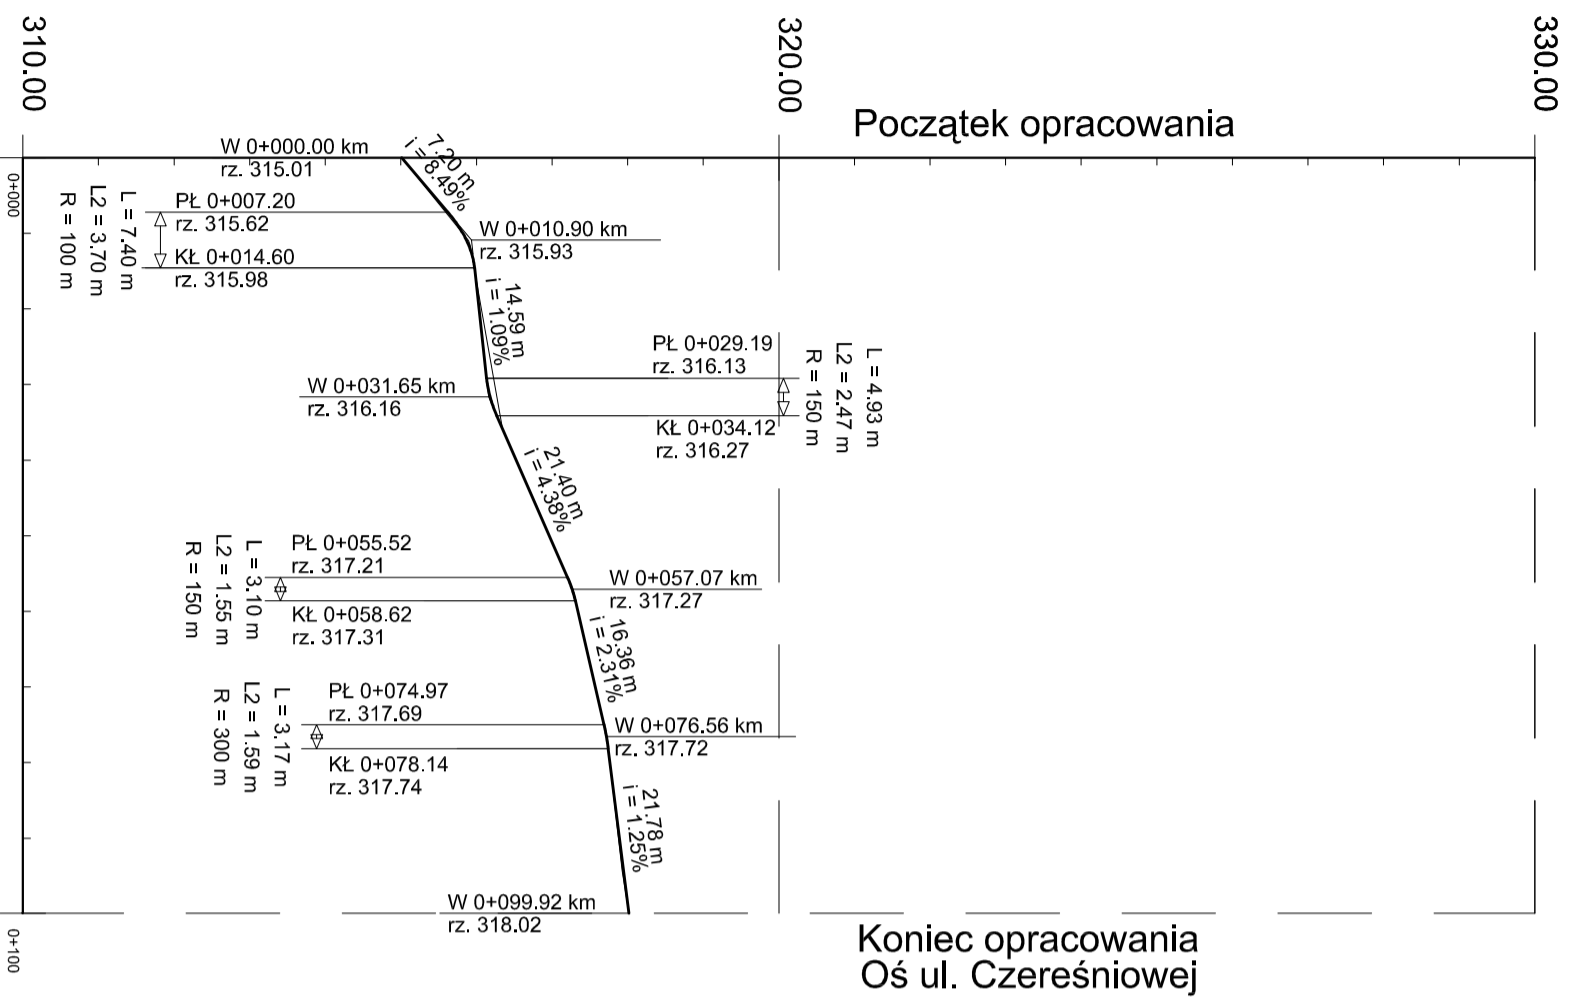 310.00
320.00
330.00
Początek opracowania
0+000
W 0+000.00 km
rz. 315.01
7.20 m
i = 8.49%
PŁ 0+007.20
rz. 315.62
KŁ 0+014.60
rz. 315.98
L = 7.40 m
L2 = 3.70 m
R = 100 m
W 0+010.90 km
rz. 315.93
14.59 m
i = 1.09%
PŁ 0+029.19
rz. 316.13
KŁ 0+034.12
rz. 316.27
L = 4.93 m
L2 = 2.47 m
R = 150 m
W 0+031.65 km
rz. 316.16
21.40 m
i = 4.38%
PŁ 0+055.52
rz. 317.21
KŁ 0+058.62
rz. 317.31
L = 3.10 m
L2 = 1.55 m
R = 150 m
W 0+057.07 km
rz. 317.27
16.36 m
i = 2.31%
PŁ 0+074.97
rz. 317.69
KŁ 0+078.14
rz. 317.74
L = 3.17 m
L2 = 1.59 m
R = 300 m
W 0+076.56 km
rz. 317.72
21.78 m
i = 1.25%
W 0+099.92 km
rz. 318.02
0+100
Koniec opracowania
Oś ul. Czereśniowej